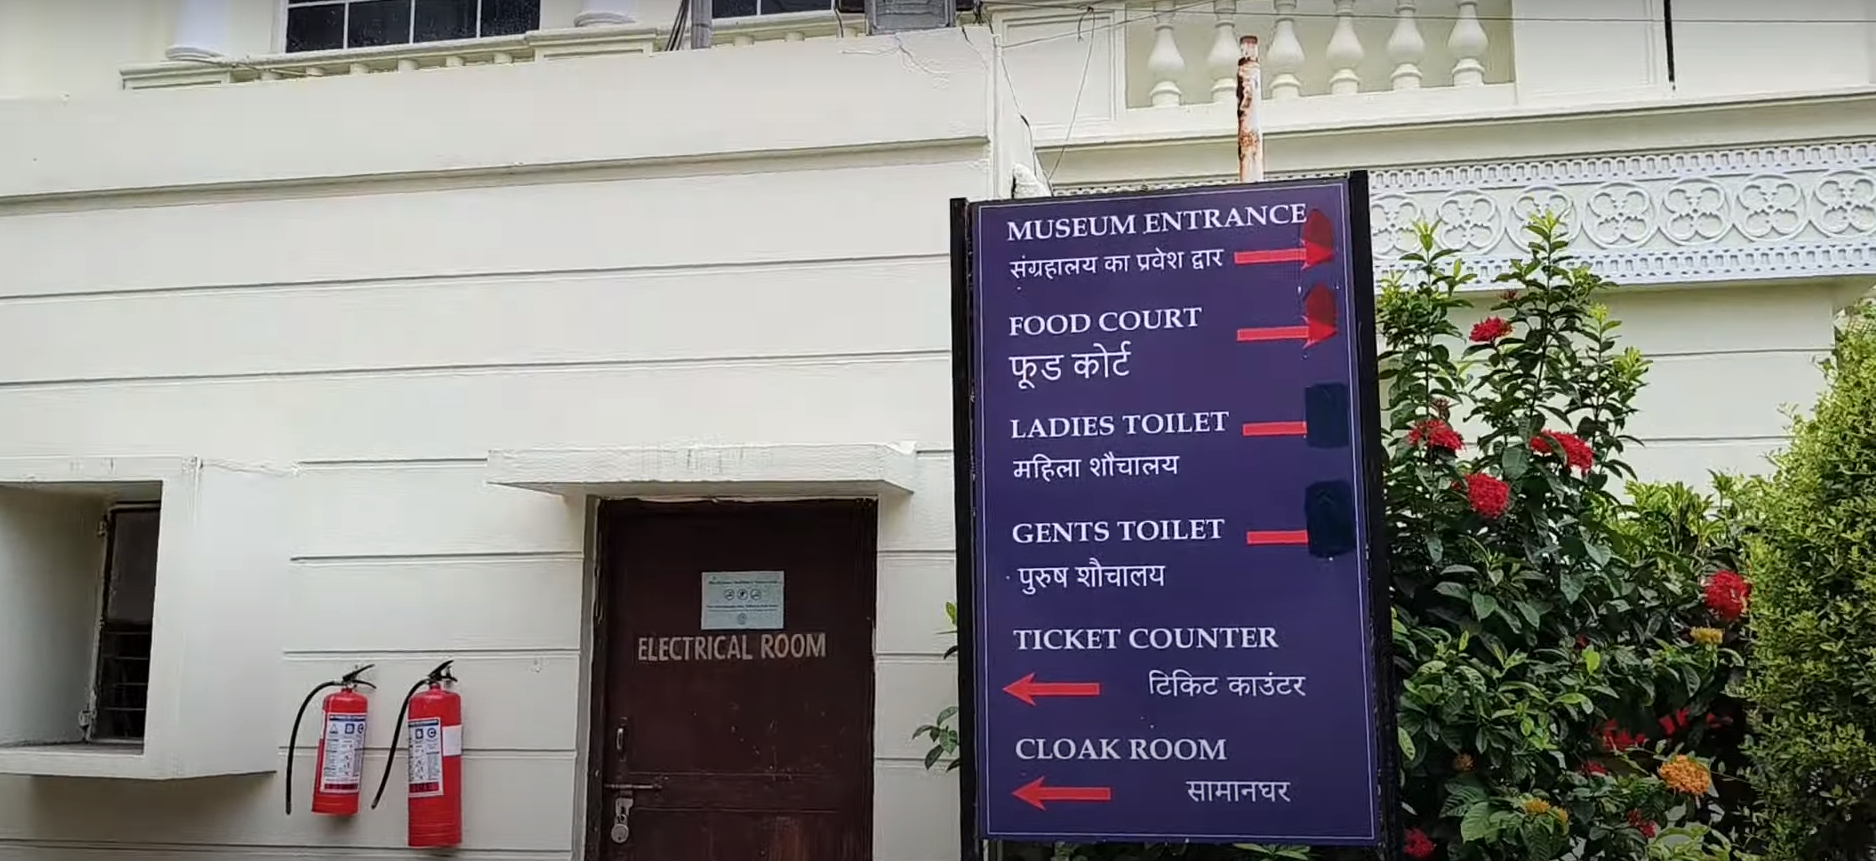 MUSEUM ENTRANCE
संग्रहालय का प्रवेश द्वार
FOOD COURT
फूड कोर्ट
LADIES TOILET
महिला शौचालय
GENTS TOILET
पुरुष शौचालय
TICKET COUNTER
टिकिट काउंटर
CLOAK ROOM
सामानघर
ELECTRICAL ROOM